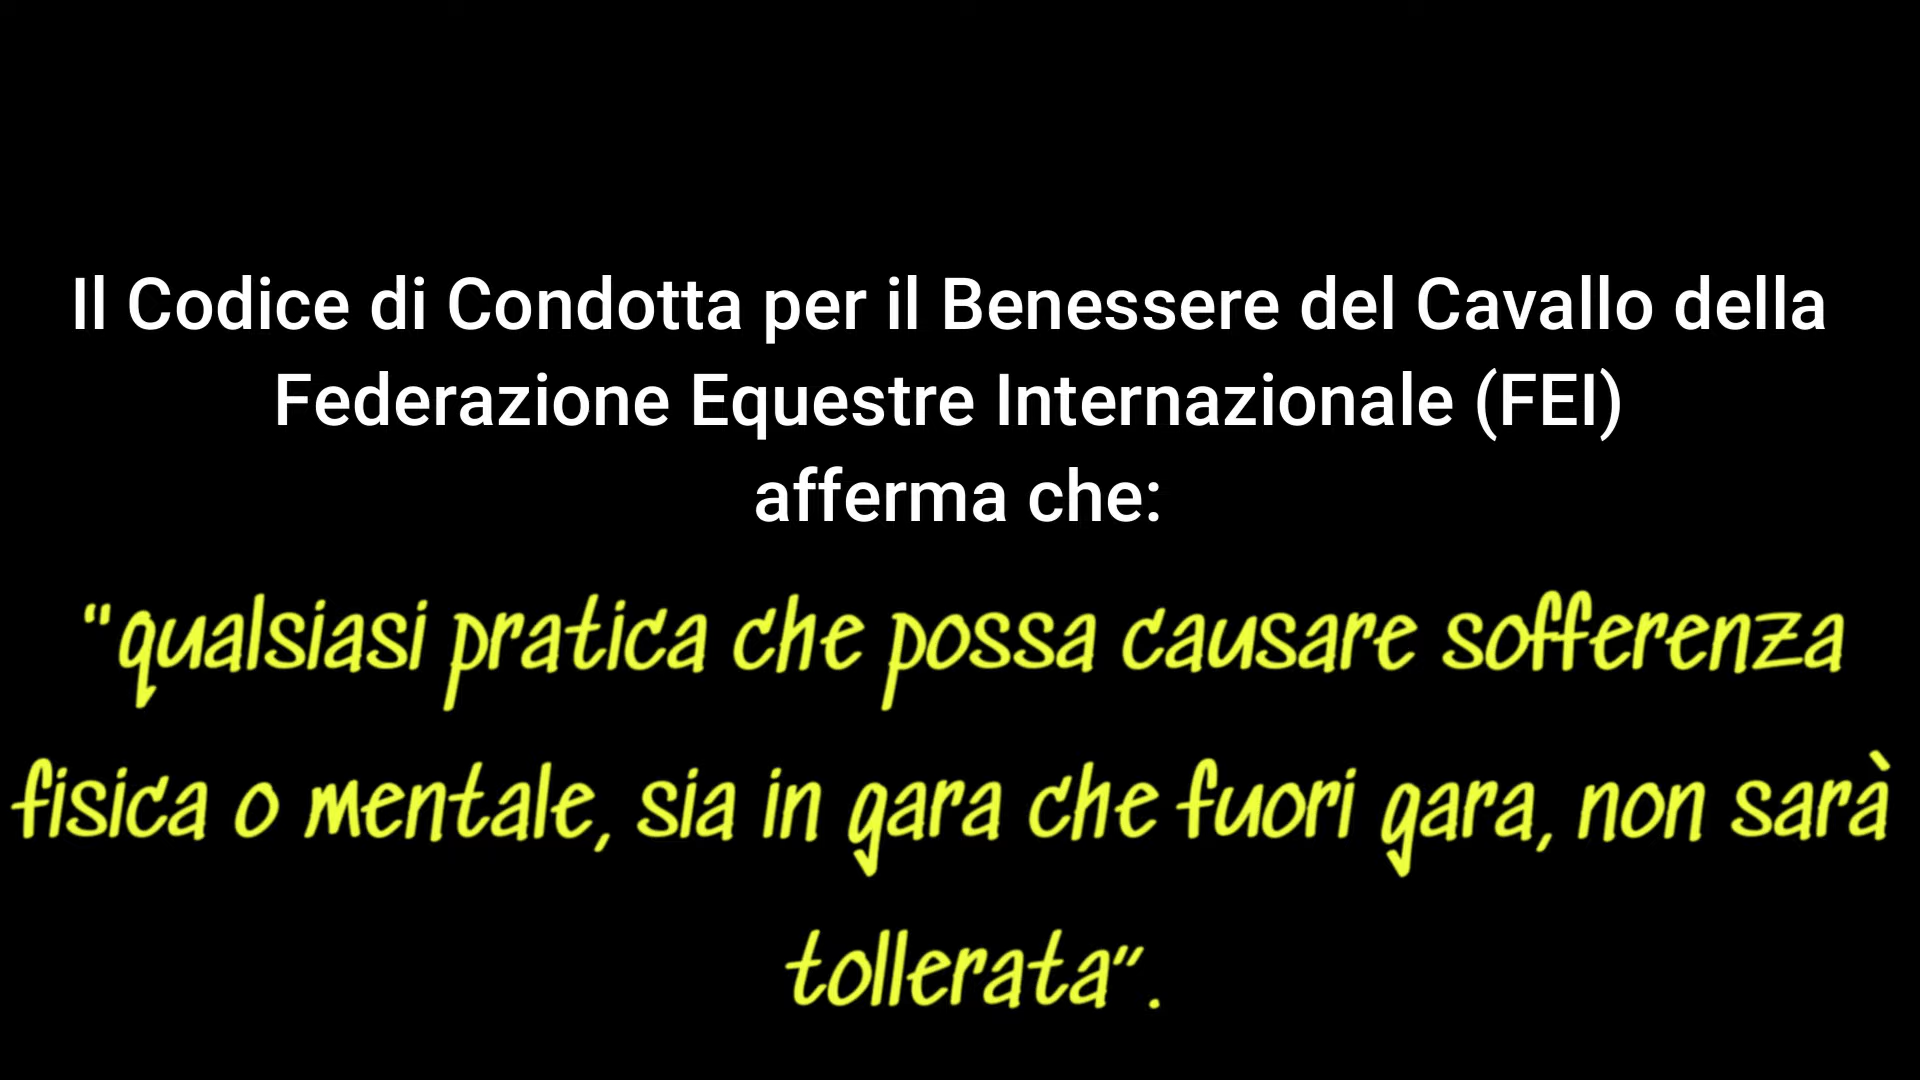 Il Codice di Condotta per il Benessere del Cavallo della
Federazione Equestre Internazionale (FEI)
afferma che:
“qualsiasi pratica che possa causare sofferenza
fisica o mentale, sia in gara che fuori gara, non sarà
tollerata”.